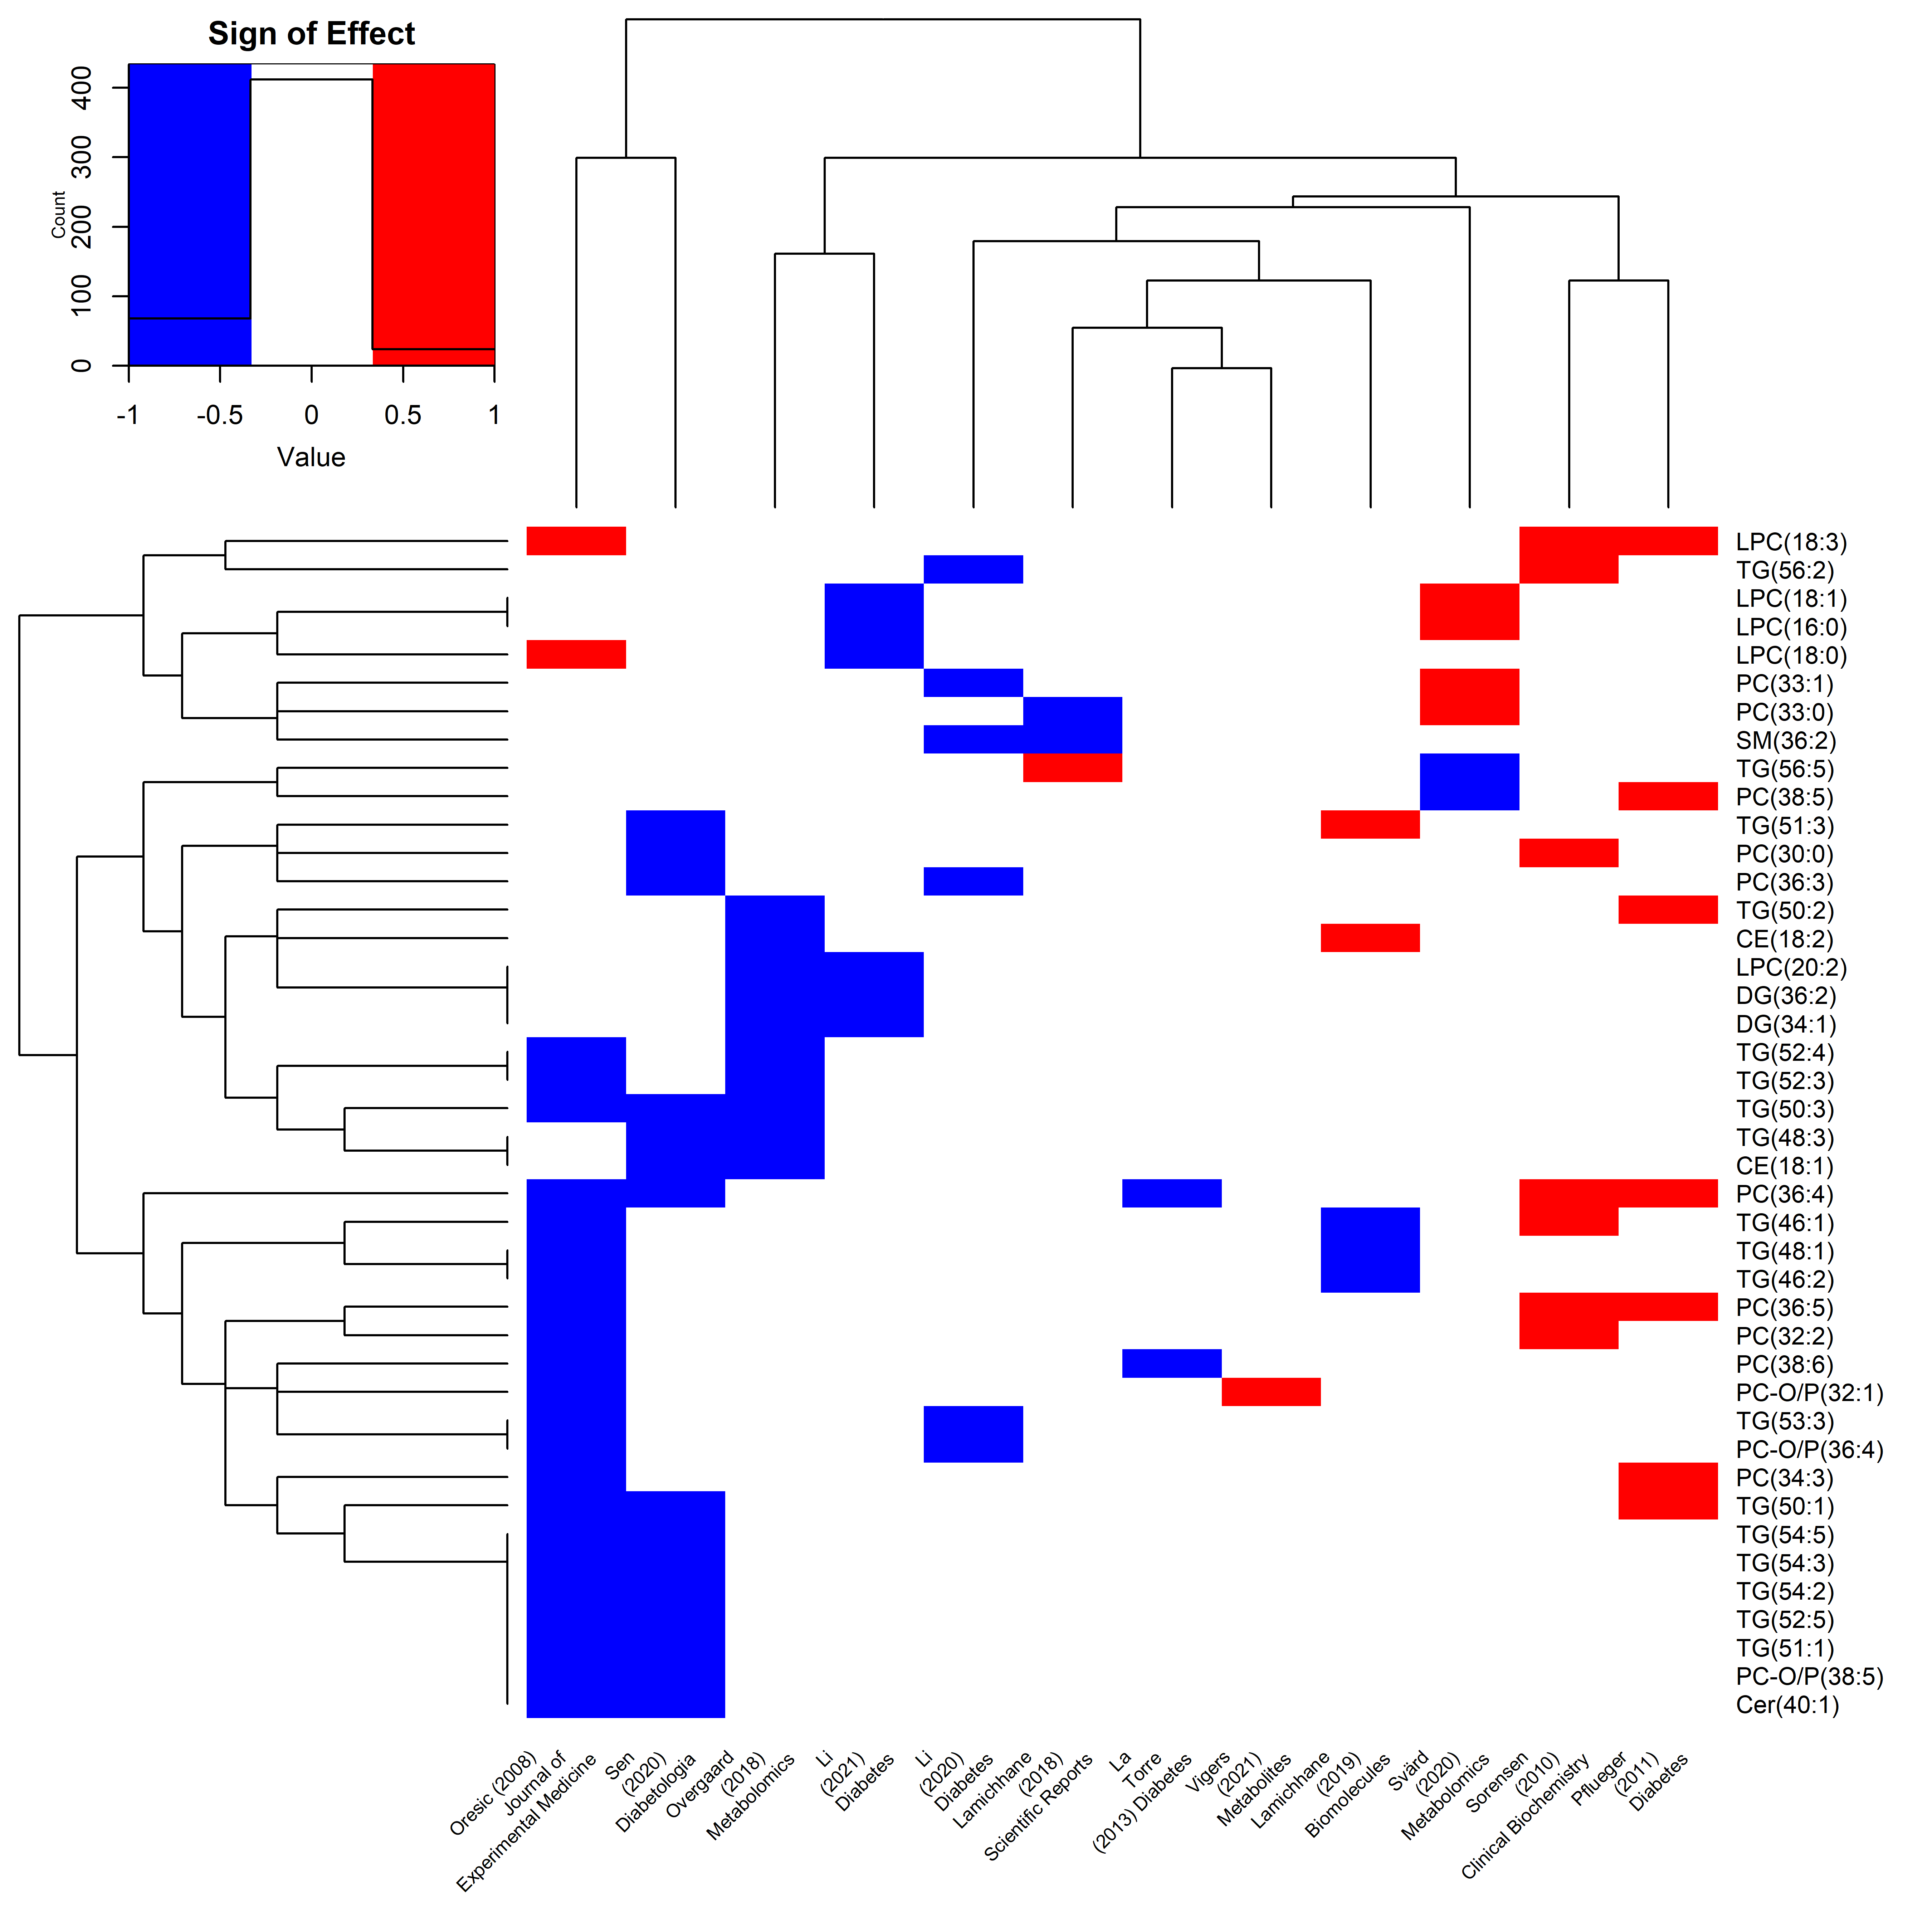 Sign of Effect
400
300
200
100
0
Count
-1 -0.5 0 0.5 1
Value
LPC(18:3)
TG(56:2)
LPC(18:1)
LPC(16:0)
LPC(18:0)
PC(33:1)
PC(33:0)
SM(36:2)
TG(56:5)
PC(38:5)
TG(51:3)
PC(30:0)
PC(36:3)
TG(50:2)
CE(18:2)
LPC(20:2)
DG(36:2)
DG(34:1)
TG(52:4)
TG(52:3)
TG(50:3)
TG(48:3)
CE(18:1)
PC(36:4)
TG(46:1)
TG(48:1)
TG(46:2)
PC(36:5)
PC(32:2)
PC(38:6)
PC-O/P(32:1)
TG(53:3)
PC-O/P(36:4)
PC(34:3)
TG(50:1)
TG(54:5)
TG(54:3)
TG(54:2)
TG(52:5)
TG(51:1)
PC-O/P(38:5)
Cer(40:1)
Oresic (2008)
Journal of
Experimental Medicine
Sen
(2020)
Diabetologia
Overgaard
(2018)
Metabolomics
Li
(2021)
Diabetes
Li
(2020)
Diabetes
Lamichhane
(2018)
Scientific Reports
La
Torre
(2013) Diabetes
Vigers
(2021)
Metabolites
Lamichhane
(2019)
Biomolecules
Svärd
(2020)
Metabolomics
Sorensen
(2010)
Clinical Biochemistry
Pflueger
(2011)
Diabetes